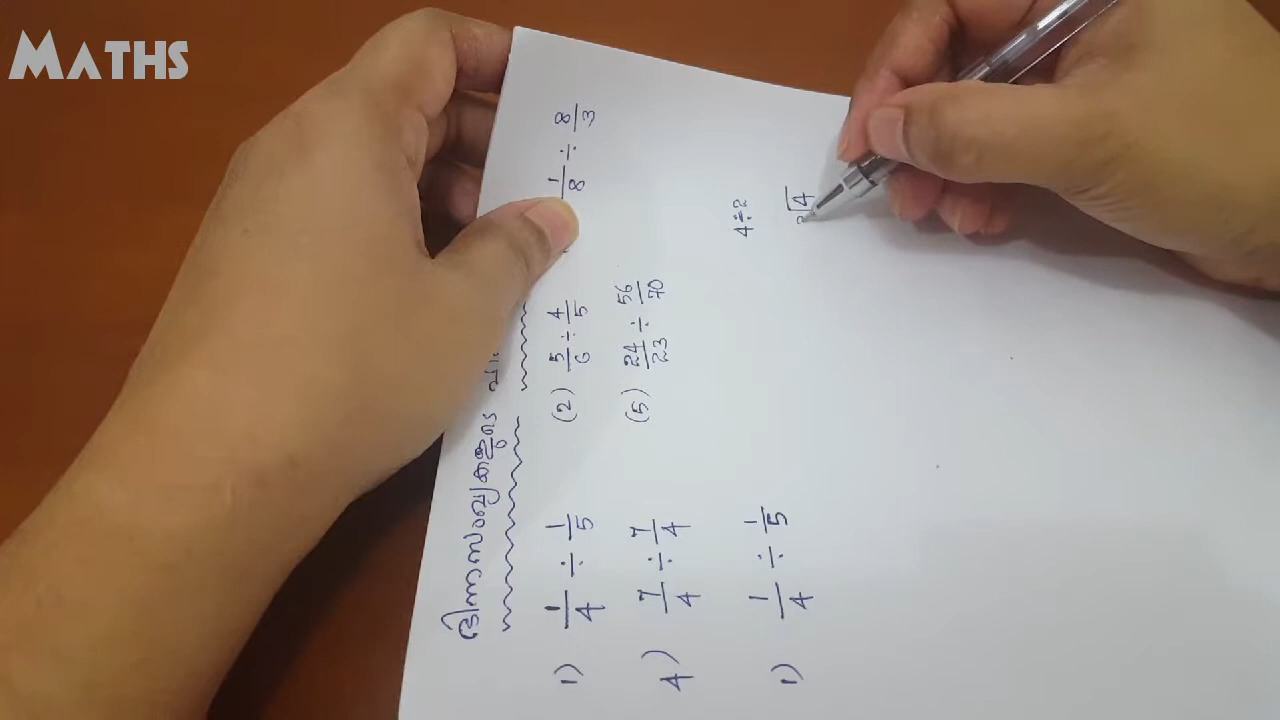 MATHS
ഭിന്നസംഖ്യകളുടെ
1) 1/4 ÷ 1/5 (2) 5/6 ÷ 4/5 1/8 ÷ 8/3
4) 7/4 ÷ 7/4 (5) 24/23 ÷ 56/70
4 ÷ 2
1) 1/4 ÷ 1/5 2 4